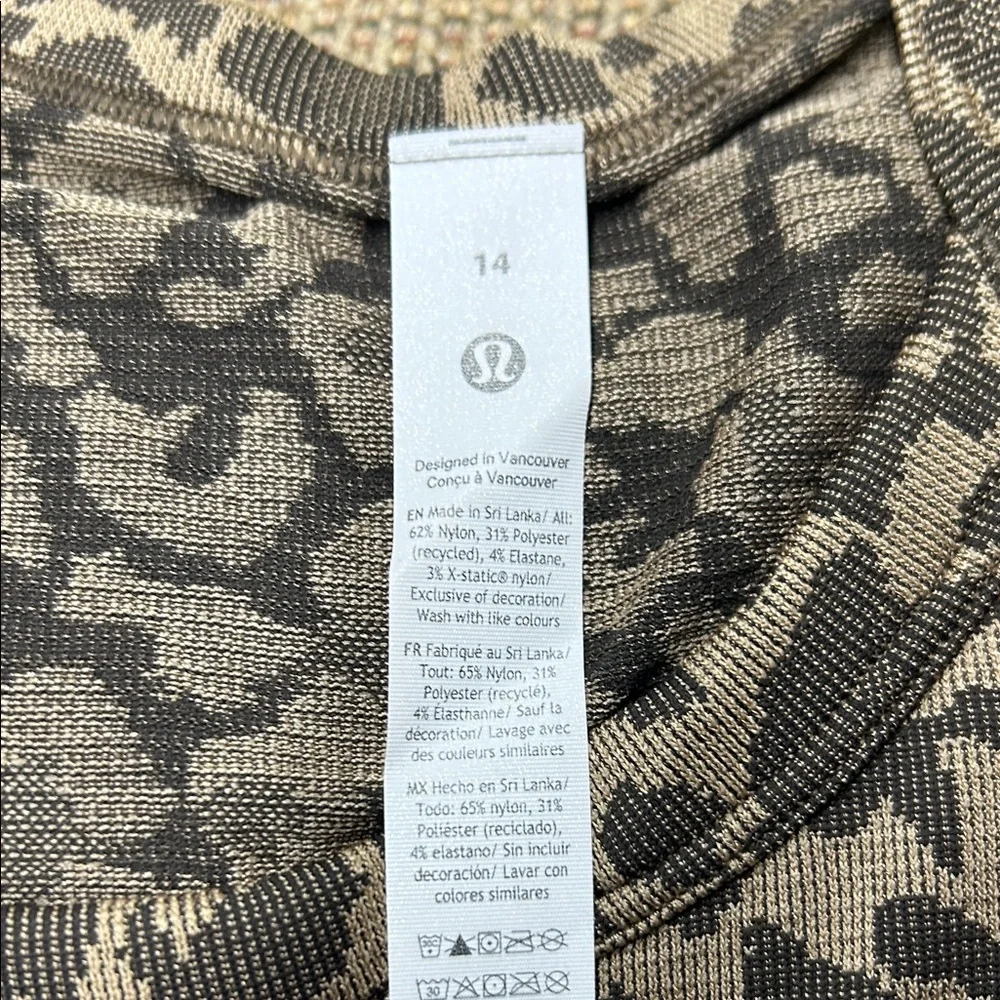 14
Designed in Vancouver
Conçu à Vancouver
EN Made in Sri Lanka/ All:
62% Nylon, 31% Polyester
(recycled), 4% Elastane,
3% X-static® nylon/
Exclusive of decoration/
Wash with like colours
FR Fabriqué au Sri Lanka/
Tout: 65% Nylon, 31%
Polyester (recyclé),
4% Élasthanne/ Sauf la
décoration/ Lavage avec
des couleurs similaires
MX Hecho en Sri Lanka/
Todo: 65% nylon, 31%
Poliéster (reciclado),
4% elastano/ Sin incluir
decoración/ Lavar con
colores similares
30